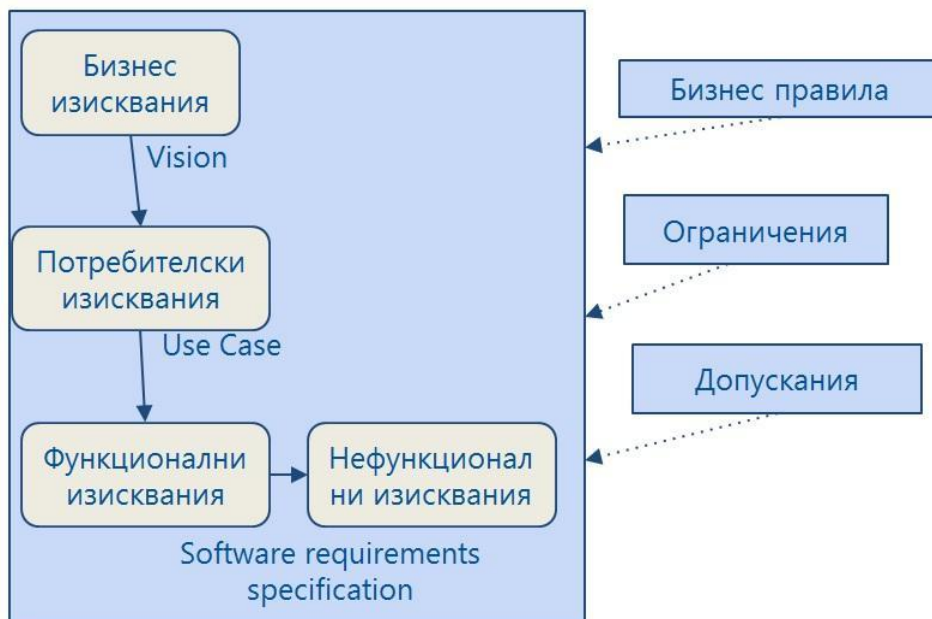 Бизнес
изисквания
Vision
Потребителски
изисквания
Use Case
Функционални
изисквания
Нефункционал
ни изисквания
Software requirements
specification
Бизнес правила
Ограничения
Допускания